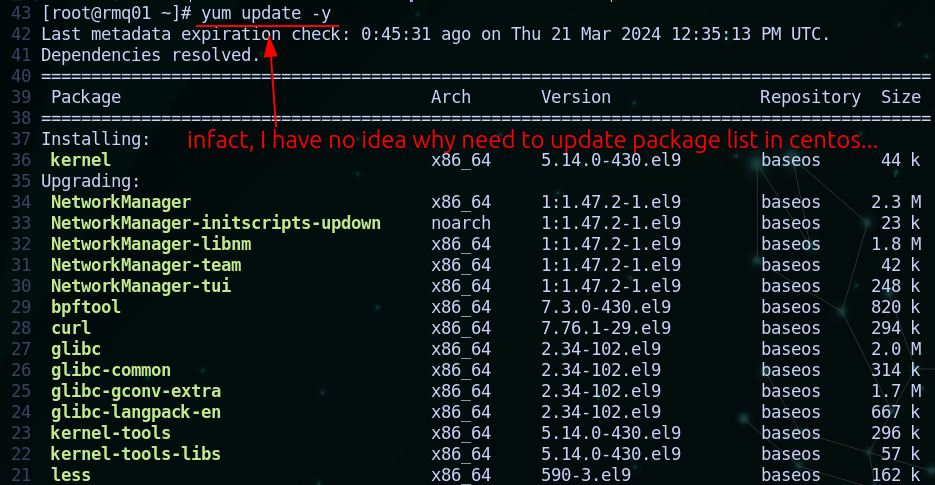 43 [root@rmq01 ~]# yum update -y
42 Last metadata expiration check: 0:45:31 ago on Thu 21 Mar 2024 12:35:13 PM UTC.
41 Dependencies resolved.
40 =========================================================================================
39 Package Arch Version Repository Size
38 =========================================================================================
37 Installing: infact, I have no idea why need to update package list in centos...
36 kernel x86_64 5.14.0-430.el9 baseos 44 k
35 Upgrading:
34 NetworkManager x86_64 1:1.47.2-1.el9 baseos 2.3 M
33 NetworkManager-initscripts-updown noarch 1:1.47.2-1.el9 baseos 23 k
32 NetworkManager-libnm x86_64 1:1.47.2-1.el9 baseos 1.8 M
31 NetworkManager-team x86_64 1:1.47.2-1.el9 baseos 42 k
30 NetworkManager-tui x86_64 1:1.47.2-1.el9 baseos 248 k
29 bpftool x86_64 7.3.0-430.el9 baseos 820 k
28 curl x86_64 7.76.1-29.el9 baseos 294 k
27 glibc x86_64 2.34-102.el9 baseos 2.0 M
26 glibc-common x86_64 2.34-102.el9 baseos 314 k
25 glibc-gconv-extra x86_64 2.34-102.el9 baseos 1.7 M
24 glibc-langpack-en x86_64 2.34-102.el9 baseos 667 k
23 kernel-tools x86_64 5.14.0-430.el9 baseos 296 k
22 kernel-tools-libs x86_64 5.14.0-430.el9 baseos 57 k
21 less x86_64 590-3.el9 baseos 162 k